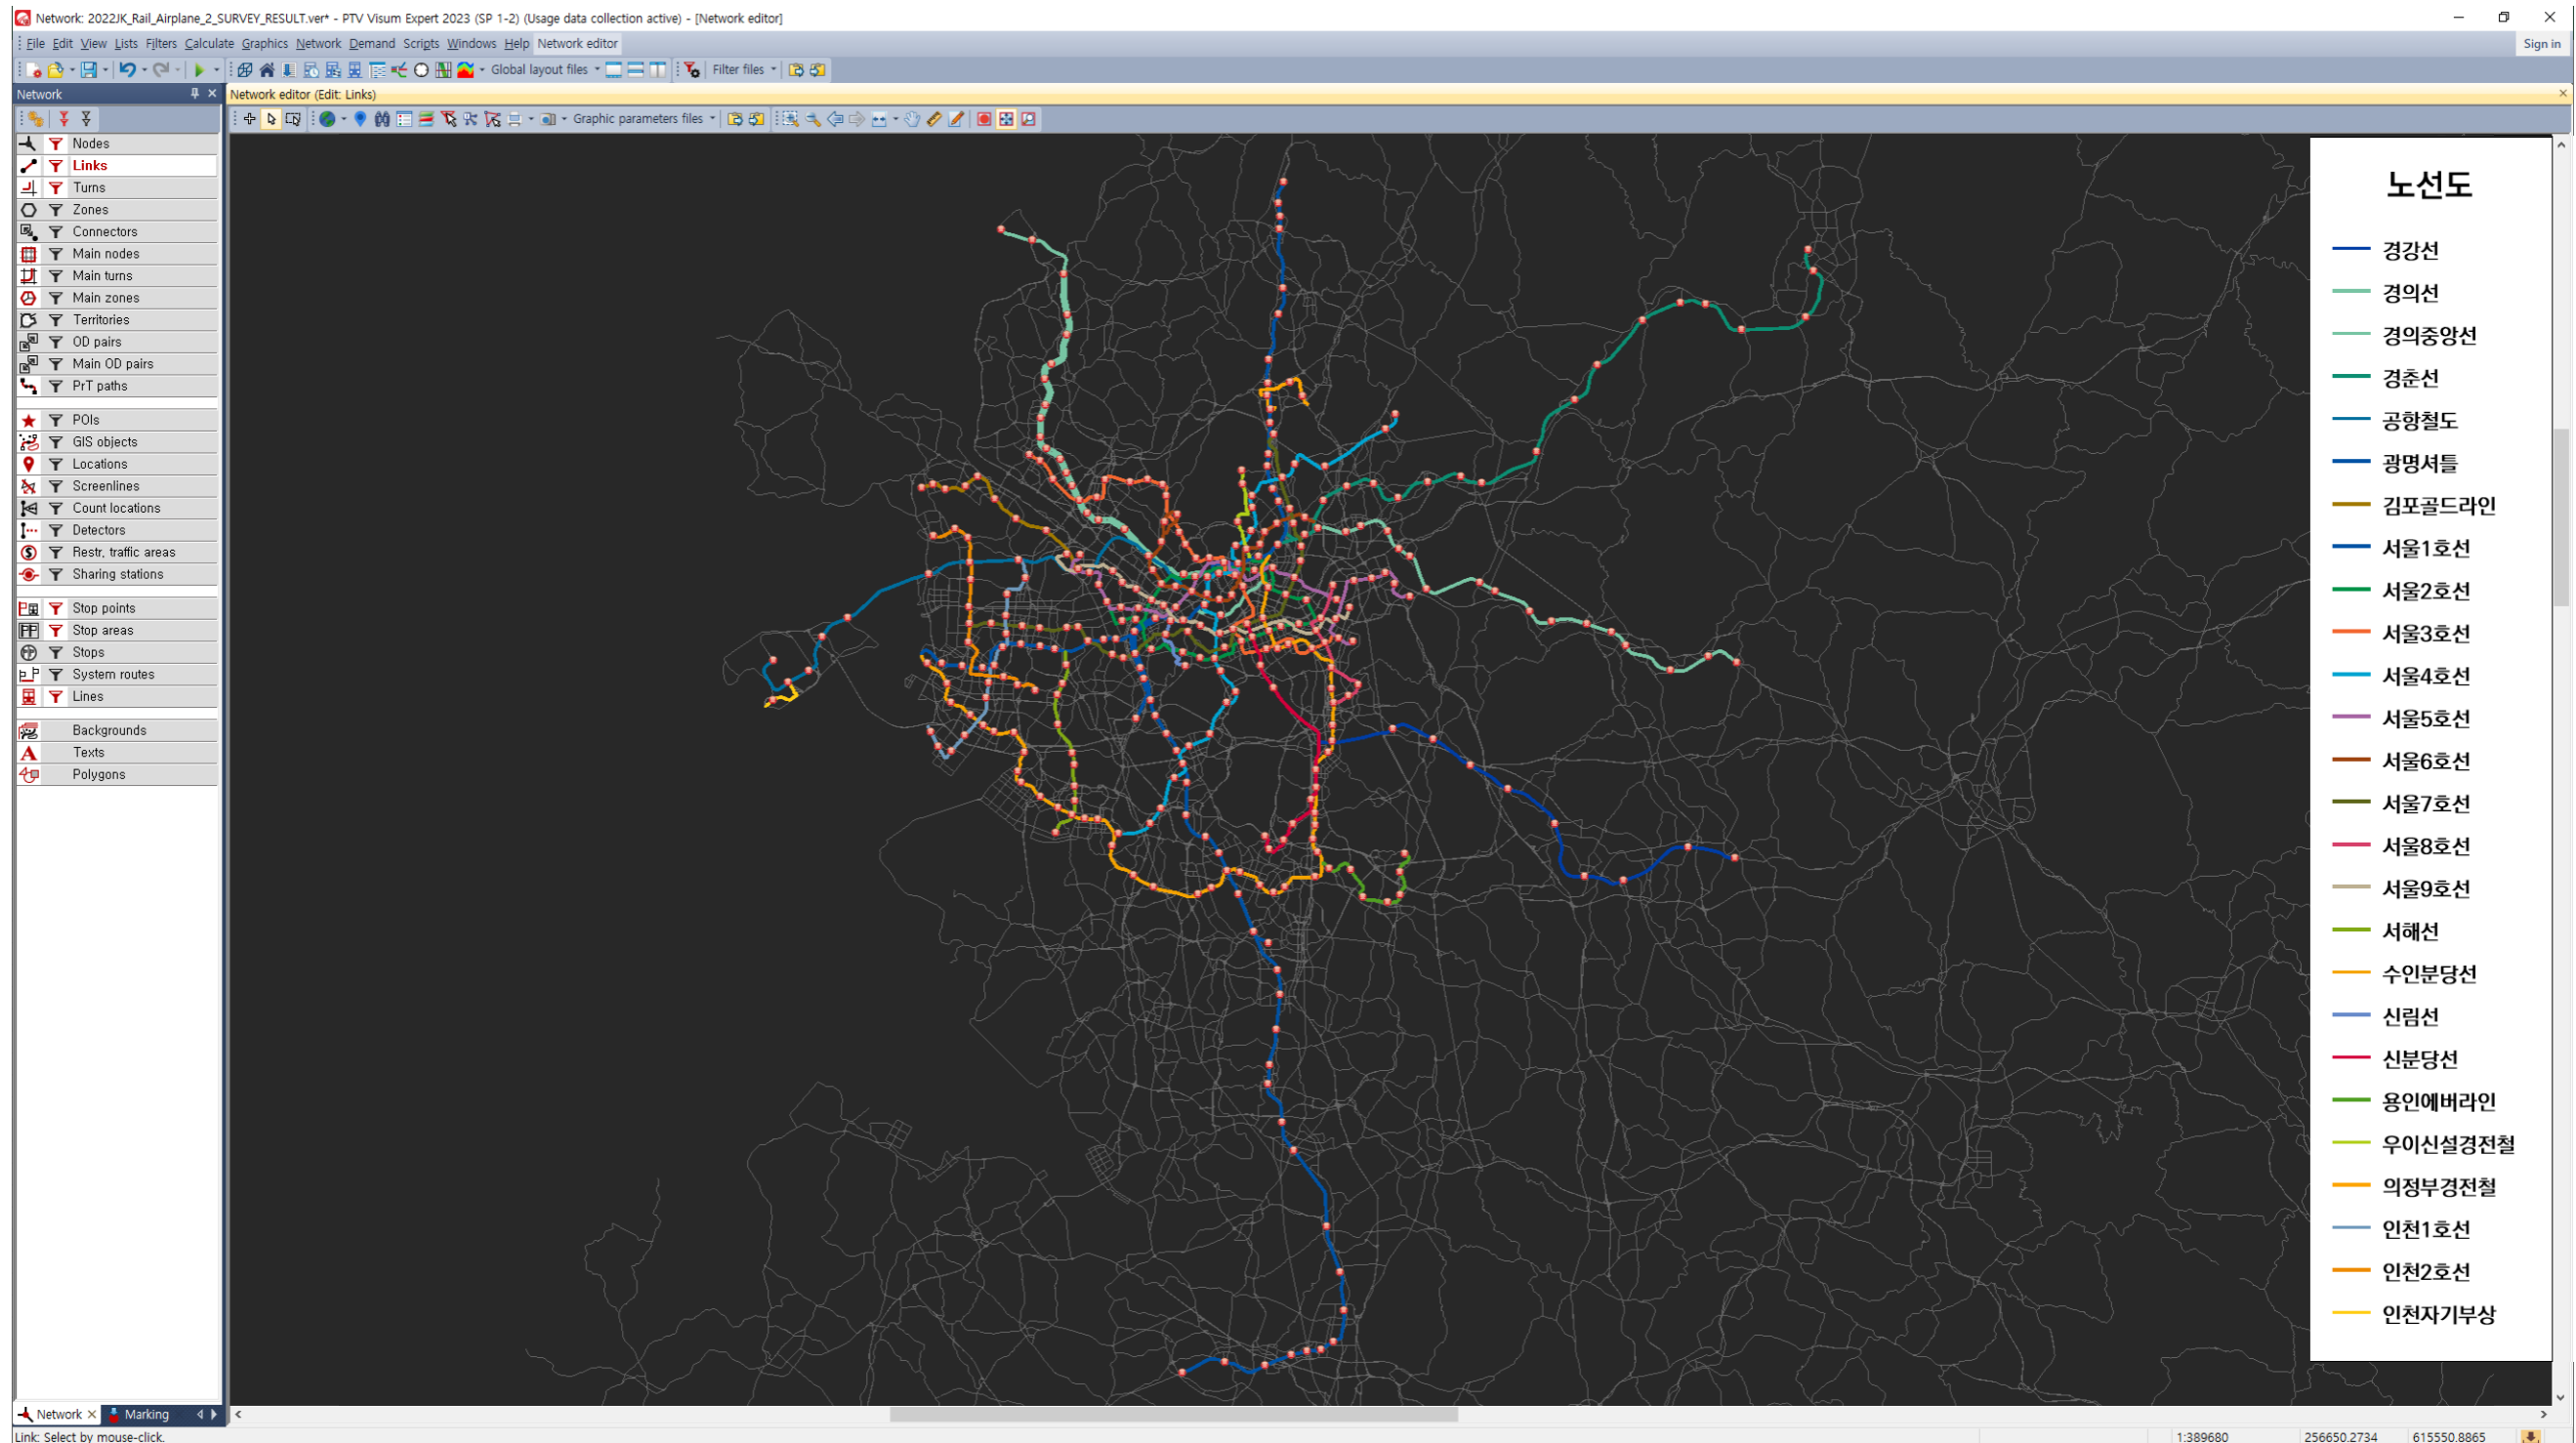 Network: 2022JK_Rail_Airplane_2_SURVEY_RESULT.ver* - PTV Visum Expert 2023 (SP 1-2) (Usage data collection active) - [Network editor]
File Edit View Lists Filters Calculate Graphics Network Demand Scripts Windows Help Network editor
Sign in
Global layout files
Filter files
Network
Network editor (Edit: Links)
Graphic parameters files
Nodes
Links
Turns
Zones
Connectors
Main nodes
Main turns
Main zones
Territories
OD pairs
Main OD pairs
PrT paths
POIs
GIS objects
Locations
Screenlines
Count locations
Detectors
Restr. traffic areas
Sharing stations
Stop points
Stop areas
Stops
System routes
Lines
Backgrounds
Texts
Polygons
노선도
경강선
경의선
경의중앙선
경춘선
공항철도
광명셔틀
김포골드라인
서울1호선
서울2호선
서울3호선
서울4호선
서울5호선
서울6호선
서울7호선
서울8호선
서울9호선
서해선
수인분당선
신림선
신분당선
용인에버라인
우이신설경전철
의정부경전철
인천1호선
인천2호선
인천자기부상
Network
Marking
Link: Select by mouse-click.
1:389680
256650.2734
615550.8865